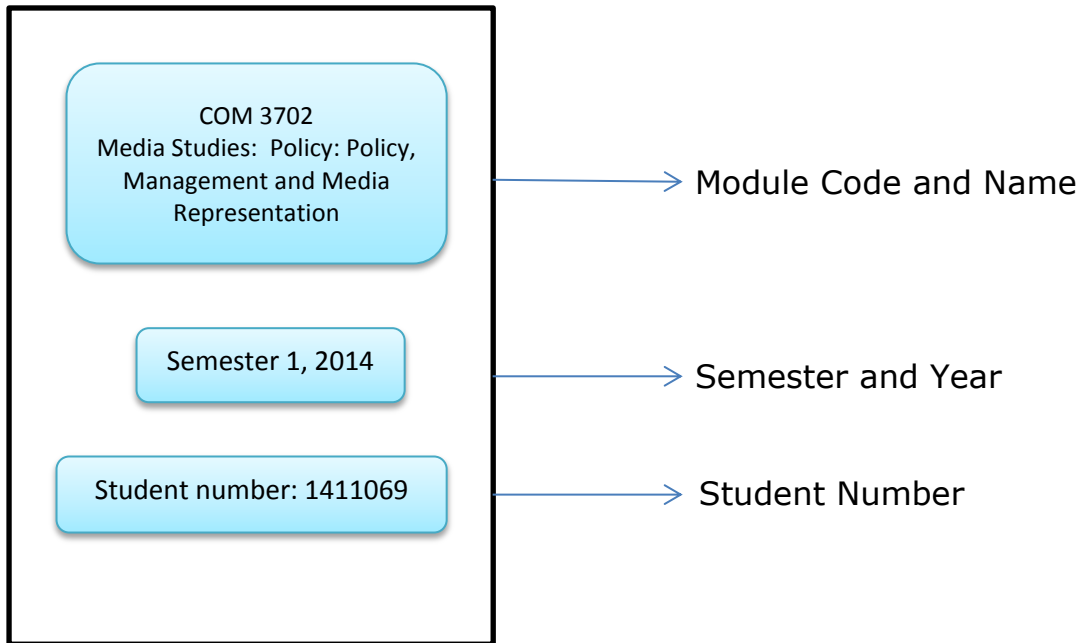 COM 3702
Media Studies:  Policy: Policy,
Management and Media
Representation
Module Code and Name
Semester 1, 2014
Semester and Year
Student number: 1411069
Student Number